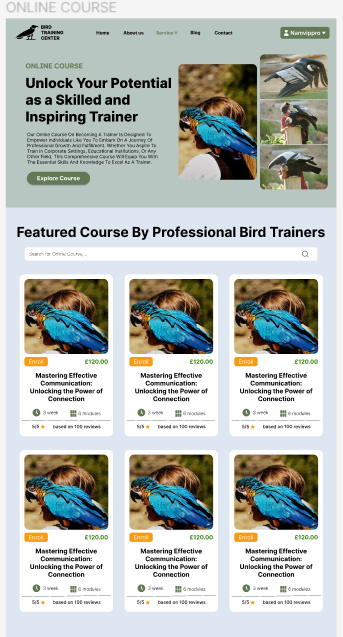 ONLINE COURSE
BIRD
TRAINING
CENTER
Home About us Service Blog Contact
Namvippro
ONLINE COURSE
Unlock Your Potential
as a Skilled and
Inspiring Trainer
Our Online Course On Becoming A Trainer Is Designed To
Empower Individuals Like You To Embark On A Journey Of
Professional Growth And Fulfillment. Whether You Aspire To
Train In Corporate Settings, Educational Institutions, Or Any
Other Field, This Comprehensive Course Will Equip You With
The Essential Skills And Knowledge To Excel As A Trainer.
Explore Course
Featured Course By Professional Bird Trainers
Search for Online Course,...
Enroll £120.00 Enroll £120.00 Enroll £120.00
Mastering Effective Mastering Effective Mastering Effective
Communication: Communication: Communication:
Unlocking the Power of Unlocking the Power of Unlocking the Power of
Connection Connection Connection
3 week 6 modules 3 week 6 modules 3 week 6 modules
5/5 based on 100 reviews 5/5 based on 100 reviews 5/5 based on 100 reviews
Enroll £120.00 Enroll £120.00 Enroll £120.00
Mastering Effective Mastering Effective Mastering Effective
Communication: Communication: Communication:
Unlocking the Power of Unlocking the Power of Unlocking the Power of
Connection Connection Connection
3 week 6 modules 3 week 6 modules 3 week 6 modules
5/5 based on 100 reviews 5/5 based on 100 reviews 5/5 based on 100 reviews